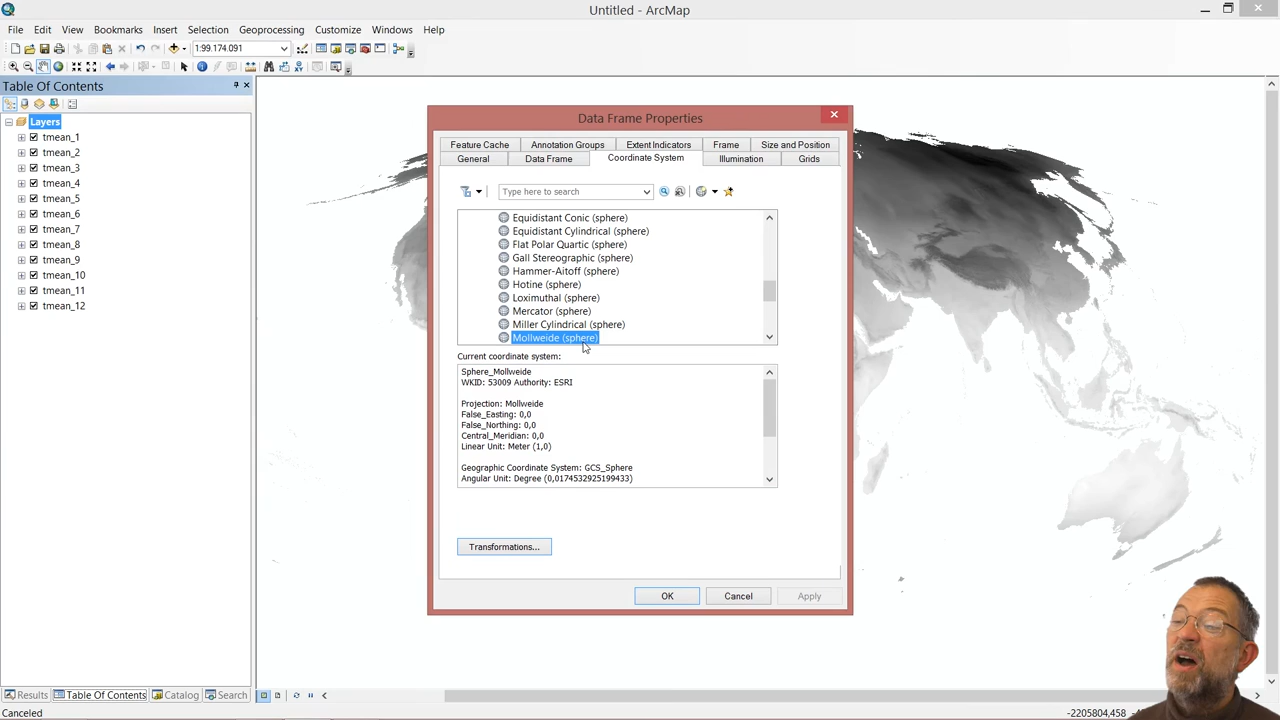 Untitled - ArcMap
File Edit View Bookmarks Insert Selection Geoprocessing Customize Windows Help
1:99.174.091
Table Of Contents
Layers
tmean_1
tmean_2
tmean_3
tmean_4
tmean_5
tmean_6
tmean_7
tmean_8
tmean_9
tmean_10
tmean_11
tmean_12
Data Frame Properties
Feature Cache Annotation Groups Extent Indicators Frame Size and Position
General Data Frame Coordinate System Illumination Grids
Type here to search
Equidistant Conic (sphere)
Equidistant Cylindrical (sphere)
Flat Polar Quartic (sphere)
Gall Stereographic (sphere)
Hammer-Aitoff (sphere)
Hotine (sphere)
Loximuthal (sphere)
Mercator (sphere)
Miller Cylindrical (sphere)
Mollweide (sphere)
Current coordinate system:
Sphere_Mollweide
WKID: 53009 Authority: ESRI
Projection: Mollweide
False_Easting: 0,0
False_Northing: 0,0
Central_Meridian: 0,0
Linear Unit: Meter (1,0)
Geographic Coordinate System: GCS_Sphere
Angular Unit: Degree (0,0174532925199433)
Transformations...
OK Cancel Apply
Results Table Of Contents Catalog Search
Canceled
-2205804,458